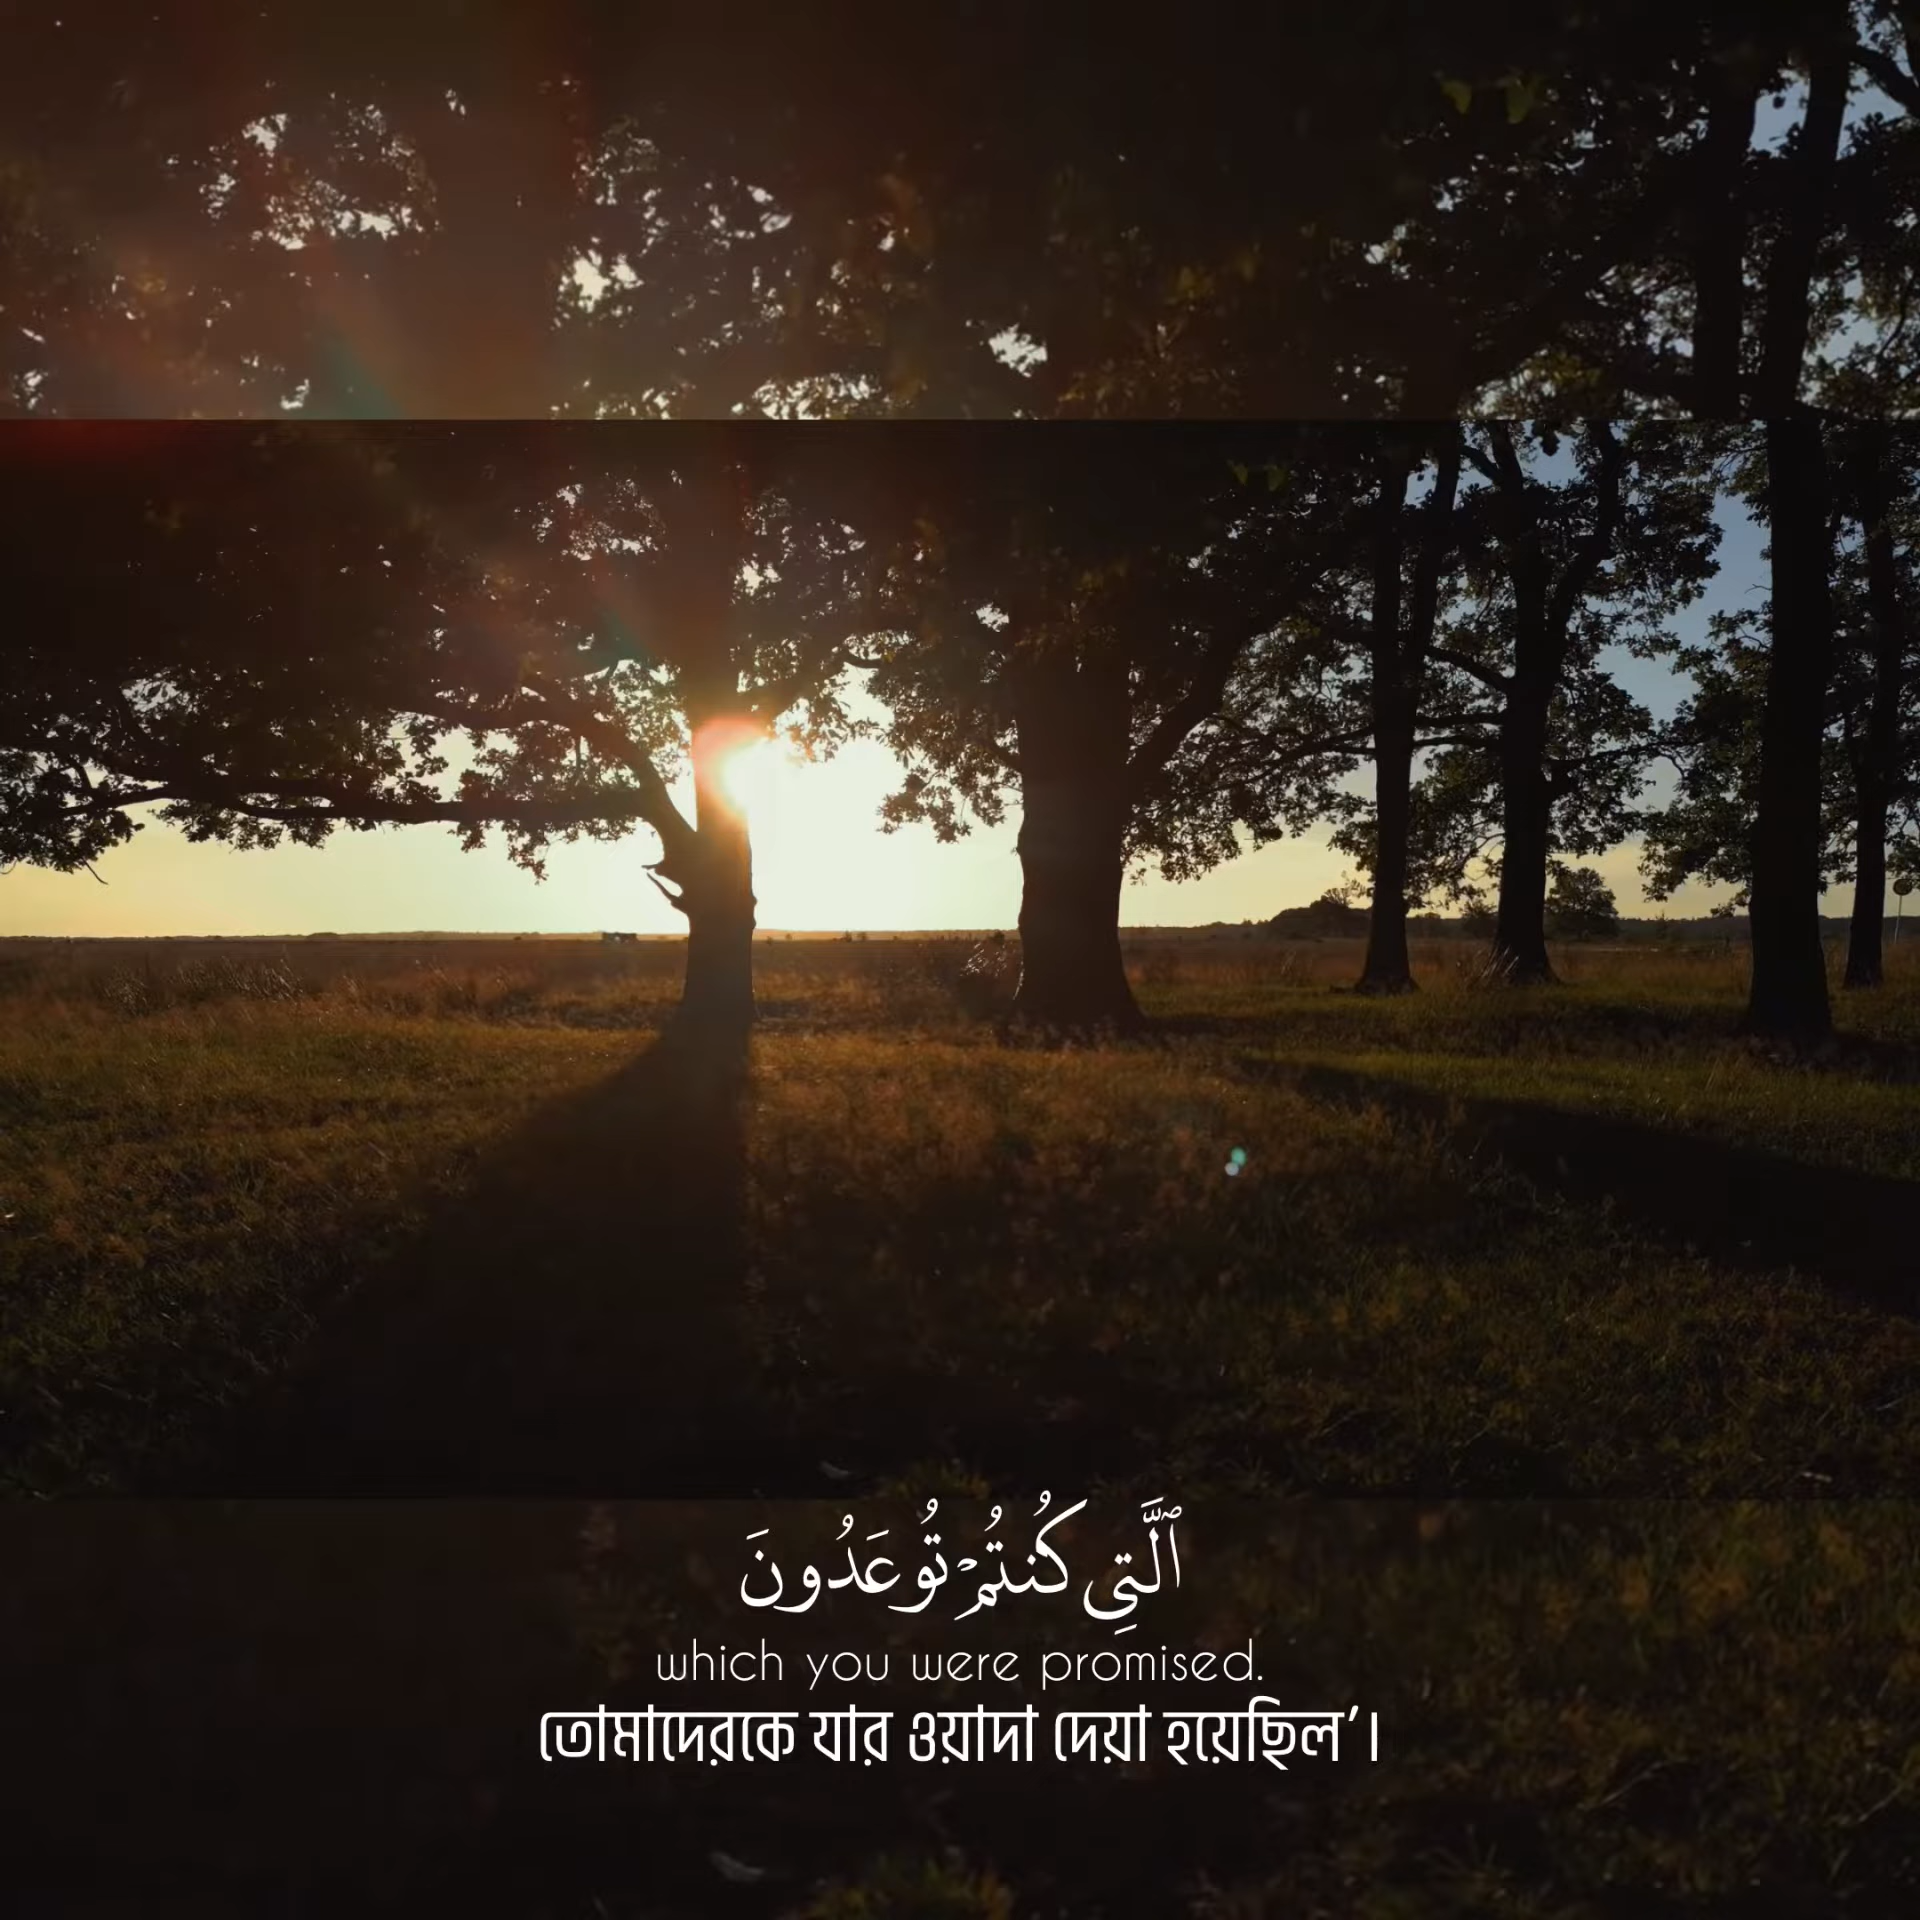 ٱلَّتِي كُنتُمۡ تُوعَدُونَ
which you were promised.
তোমাদেরকে যার ওয়াদা দেয়া হয়েছিল’।